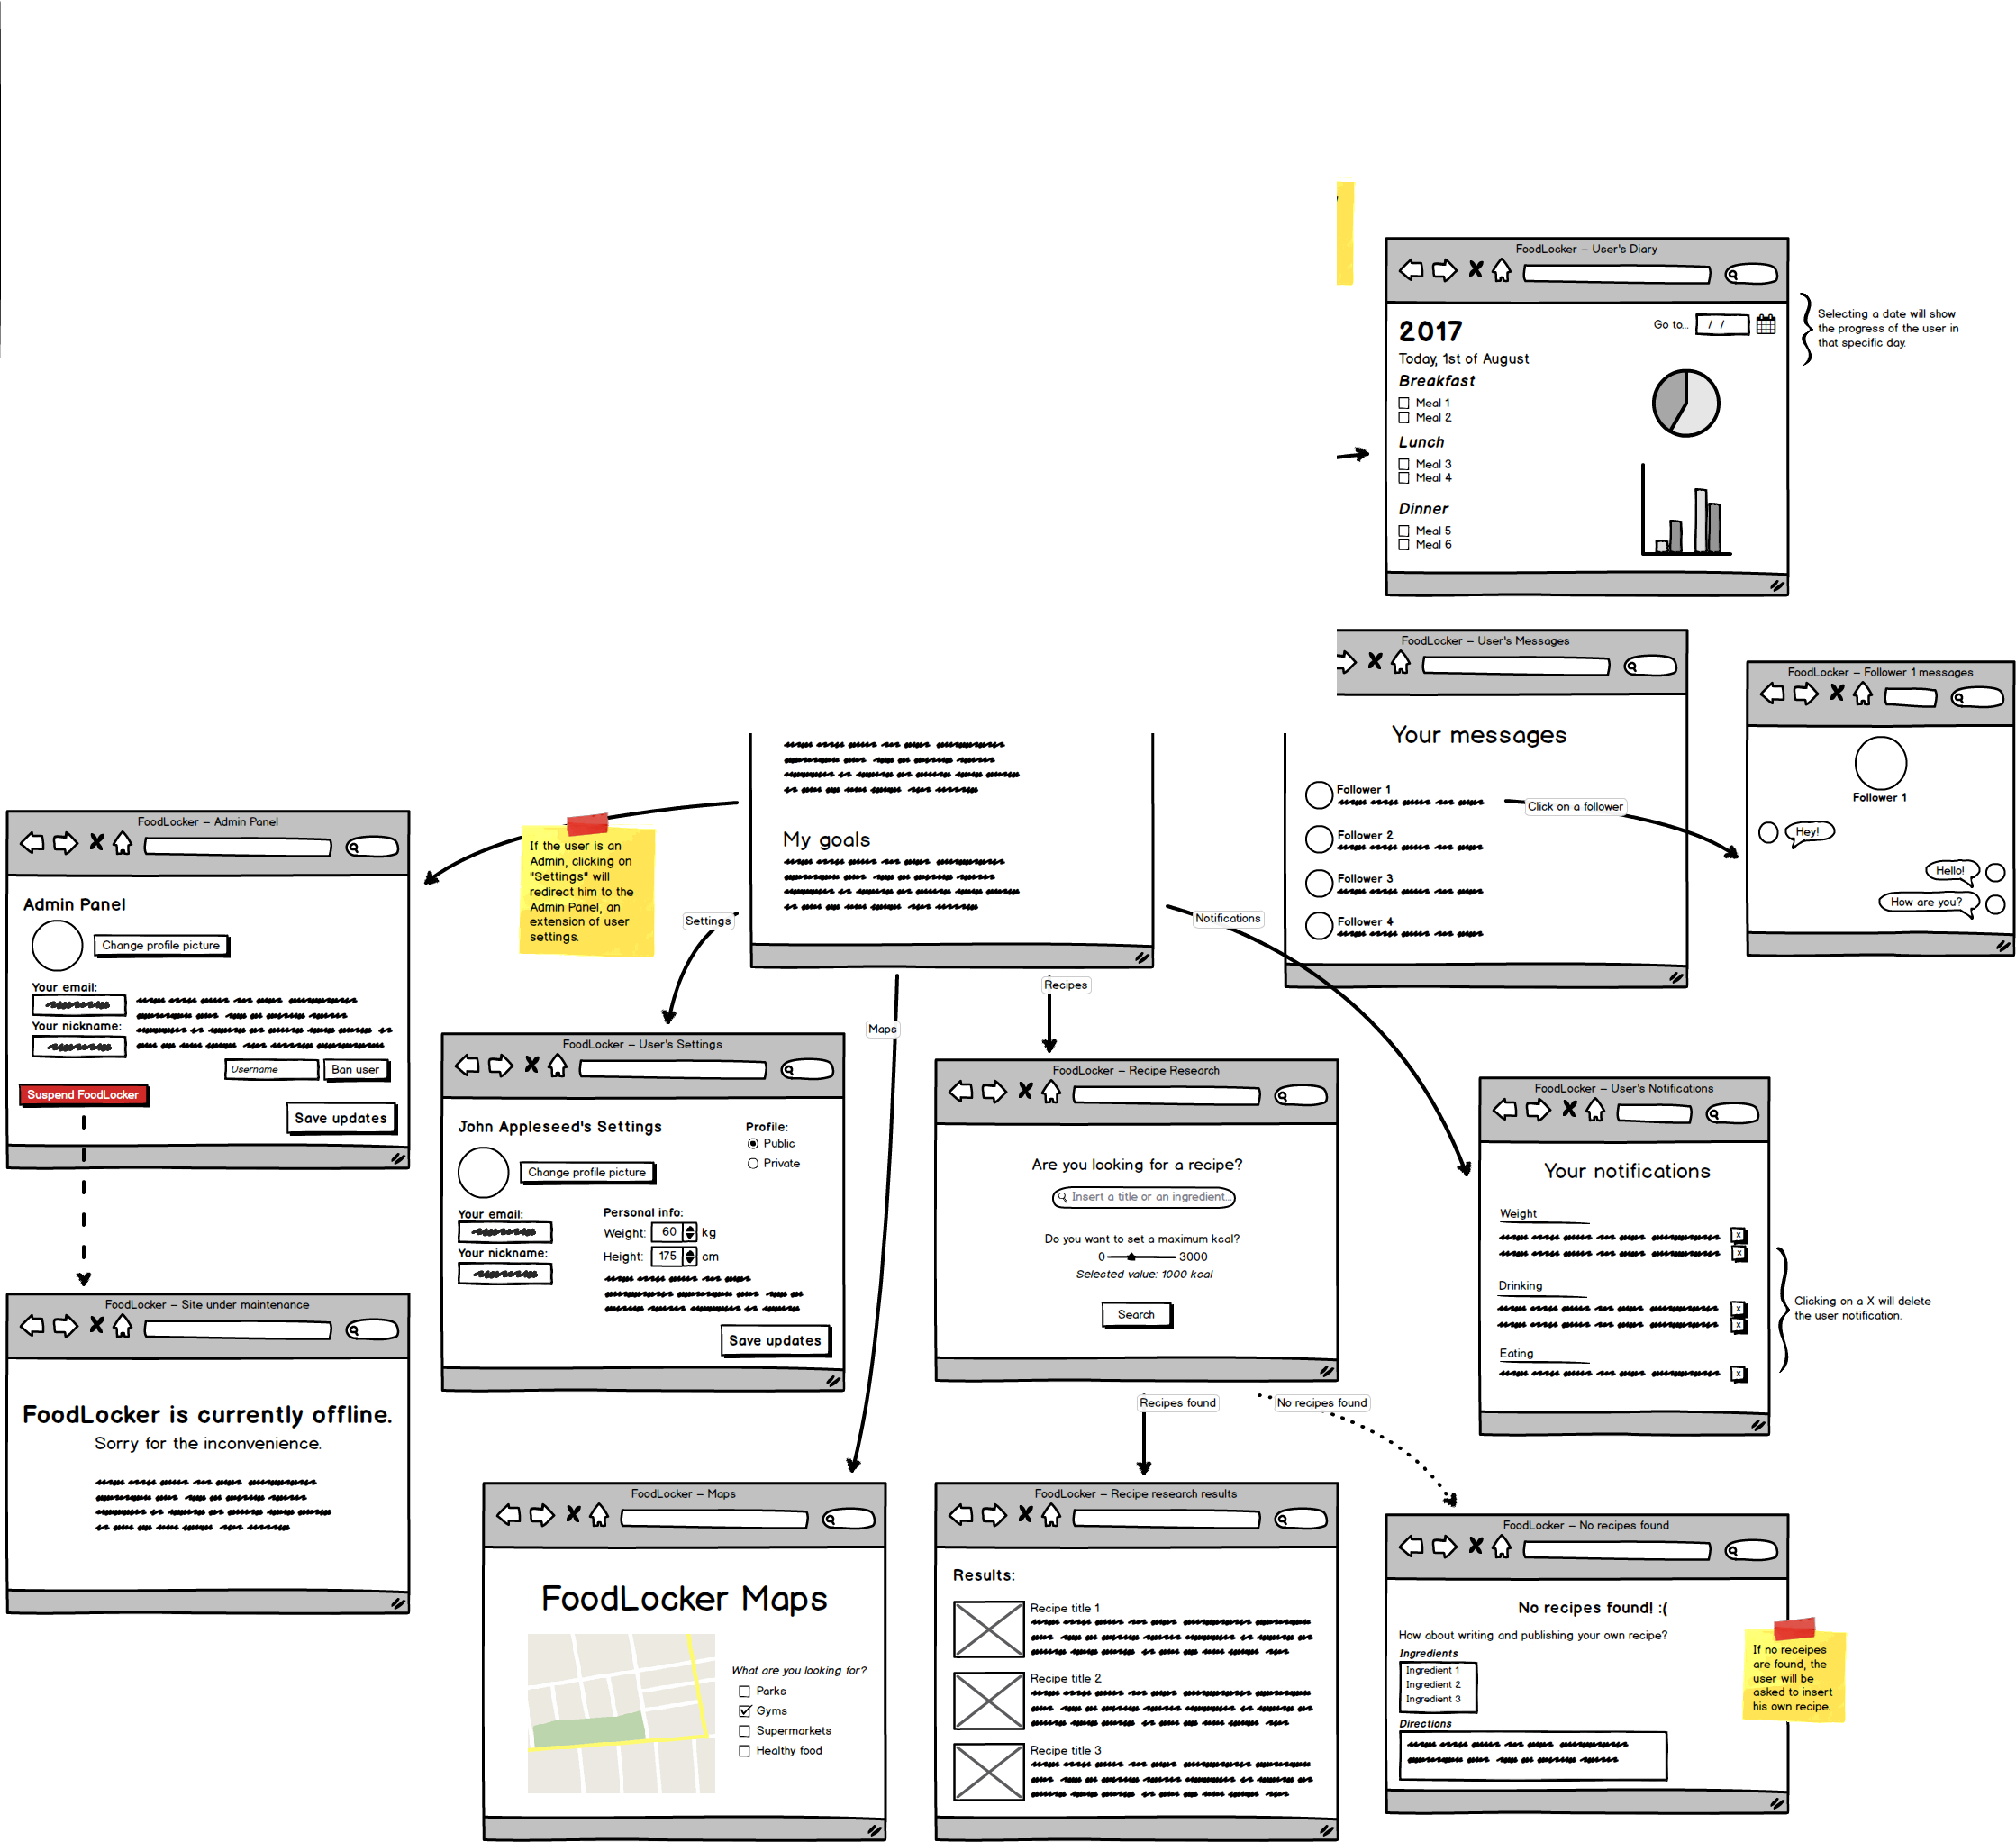 FoodLocker – User's Diary
2017
Go to... / /
Today, 1st of August
Breakfast
Meal 1
Meal 2
Lunch
Meal 3
Meal 4
Dinner
Meal 5
Meal 6
Selecting a date will show
the progress of the user in
that specific day.
FoodLocker – User's Messages
Your messages
Follower 1
Follower 2
Follower 3
Follower 4
Click on a follower
FoodLocker – Follower 1 messages
Follower 1
Hey!
Hello!
How are you?
My goals
If the user is an
Admin, clicking on
"Settings" will
redirect him to the
Admin Panel, an
extension of user
settings.
Settings
Notifications
Recipes
Maps
FoodLocker – Admin Panel
Admin Panel
Change profile picture
Your email:
Your nickname:
Username
Ban user
Suspend FoodLocker
Save updates
FoodLocker – User's Settings
John Appleseed's Settings
Profile:
Public
Private
Change profile picture
Your email:
Your nickname:
Personal info:
Weight: 60 kg
Height: 175 cm
Save updates
FoodLocker – Recipe Research
Are you looking for a recipe?
Insert a title or an ingredient...
Do you want to set a maximum kcal?
0 3000
Selected value: 1000 kcal
Search
FoodLocker – User's Notifications
Your notifications
Weight
x
x
Drinking
x
x
Eating
x
Clicking on a X will delete
the user notification.
FoodLocker – Site under maintenance
FoodLocker is currently offline.
Sorry for the inconvenience.
Recipes found
No recipes found
FoodLocker – Maps
FoodLocker Maps
What are you looking for?
Parks
Gyms
Supermarkets
Healthy food
FoodLocker – Recipe research results
Results:
Recipe title 1
Recipe title 2
Recipe title 3
FoodLocker – No recipes found
No recipes found! :(
How about writing and publishing your own recipe?
Ingredients
Ingredient 1
Ingredient 2
Ingredient 3
Directions
If no receipes
are found, the
user will be
asked to insert
his own recipe.